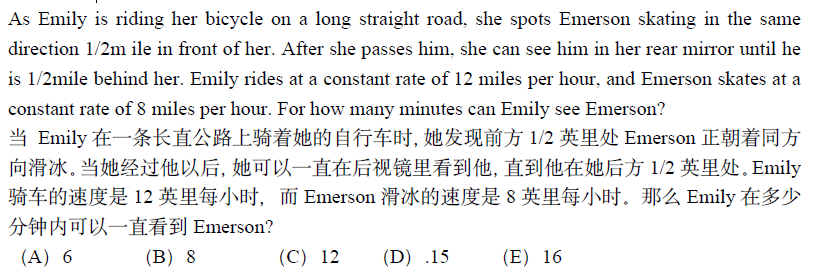 As Emily is riding her bicycle on a long straight road, she spots Emerson skating in the same
direction 1/2m ile in front of her. After she passes him, she can see him in her rear mirror until he
is 1/2mile behind her. Emily rides at a constant rate of 12 miles per hour, and Emerson skates at a
constant rate of 8 miles per hour. For how many minutes can Emily see Emerson?
当 Emily 在一条长直公路上骑着她的自行车时, 她发现前方 1/2 英里处 Emerson 正朝着同方
向滑冰。当她经过他以后, 她可以一直在后视镜里看到他, 直到他在她后方 1/2 英里处。Emily
骑车的速度是 12 英里每小时, 而 Emerson 滑冰的速度是 8 英里每小时。那么 Emily 在多少
分钟内可以一直看到 Emerson?
(A) 6 (B) 8 (C) 12 (D) .15 (E) 16